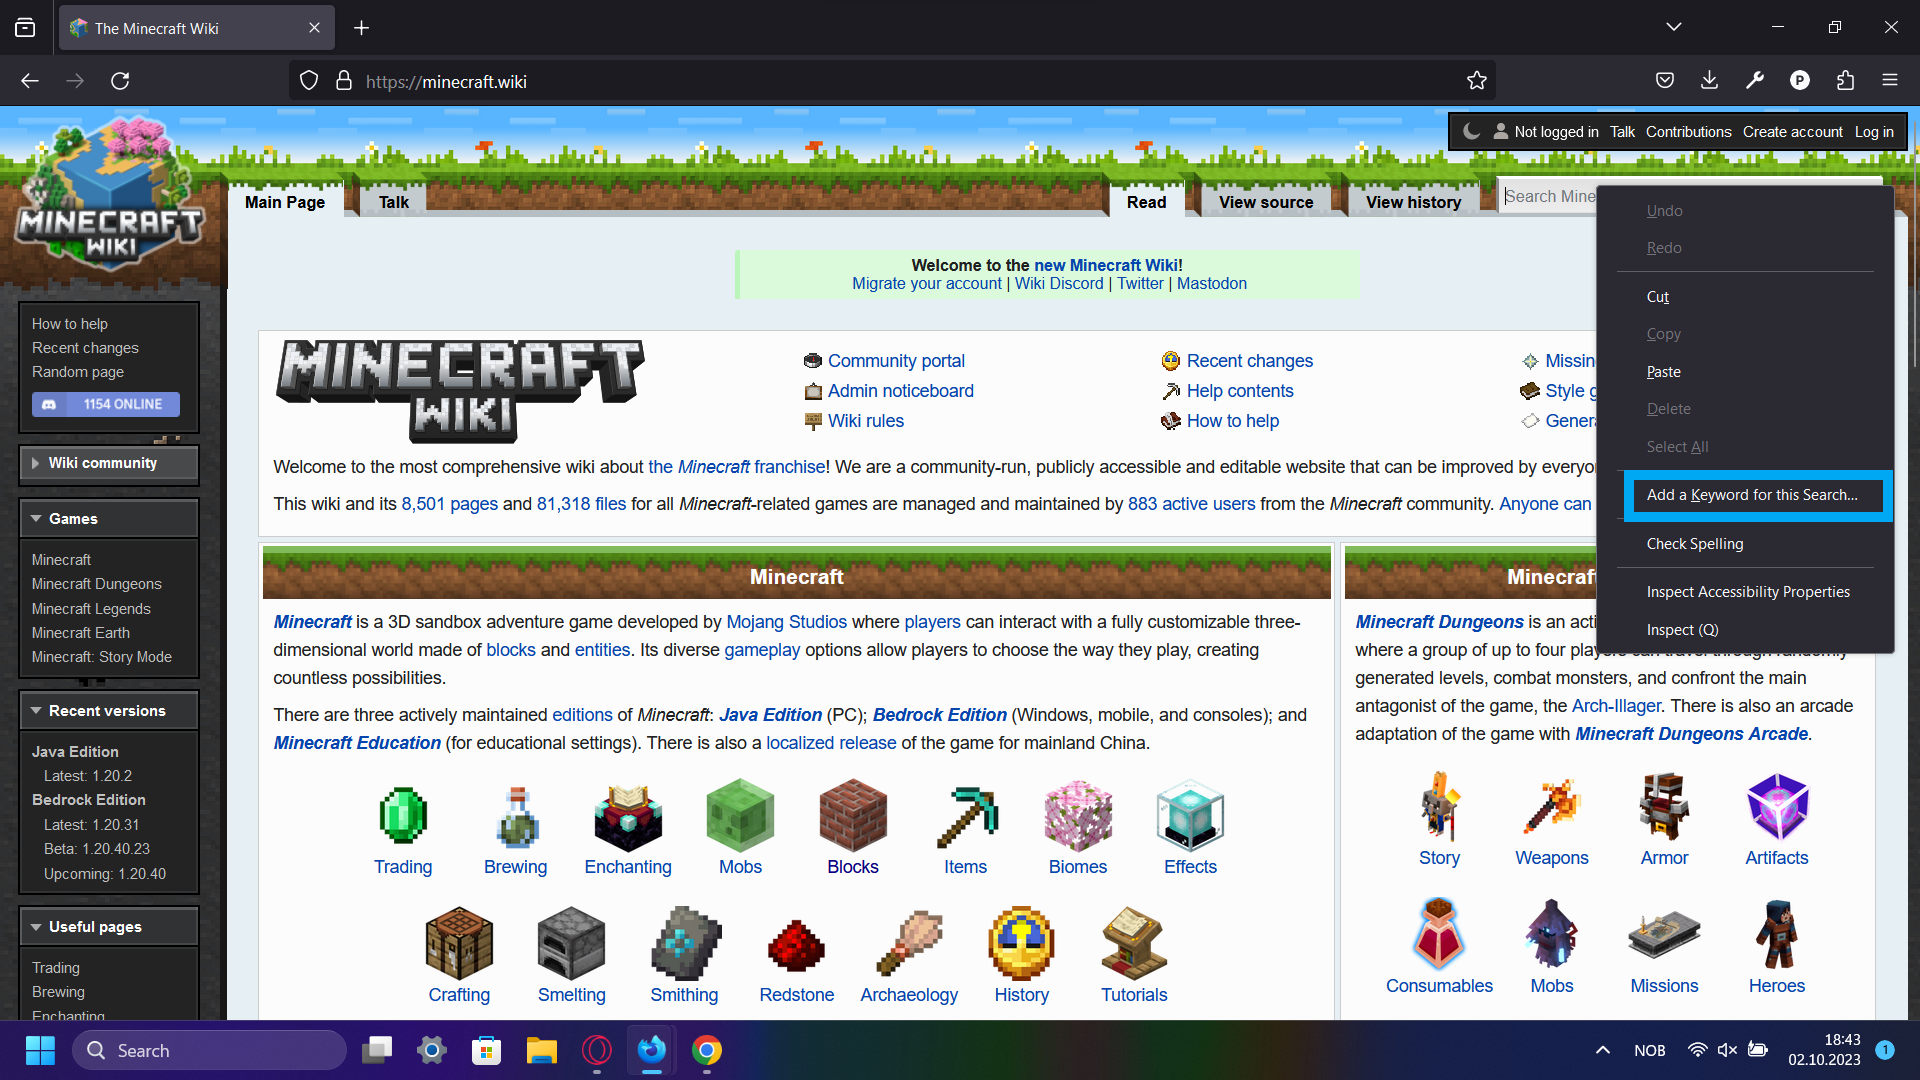 The Minecraft Wiki
https://minecraft.wiki
Not logged in Talk Contributions Create account Log in
MINECRAFT
WIKI
Main Page Talk Read View source View history
Search Mine
Welcome to the new Minecraft Wiki!
Migrate your account | Wiki Discord | Twitter | Mastodon
How to help
Recent changes
Random page
1154 ONLINE
Wiki community
Games
Minecraft
Minecraft Dungeons
Minecraft Legends
Minecraft Earth
Minecraft: Story Mode
Recent versions
Java Edition
Latest: 1.20.2
Bedrock Edition
Latest: 1.20.31
Beta: 1.20.40.23
Upcoming: 1.20.40
Useful pages
Trading
Brewing
Enchanting
MINECRAFT
WIKI
Community portal
Admin noticeboard
Wiki rules
Recent changes
Help contents
How to help
Missin
Style g
Genera
Welcome to the most comprehensive wiki about the Minecraft franchise! We are a community-run, publicly accessible and editable website that can be improved by everyo
This wiki and its 8,501 pages and 81,318 files for all Minecraft-related games are managed and maintained by 883 active users from the Minecraft community. Anyone can
Minecraft
Minecraft is a 3D sandbox adventure game developed by Mojang Studios where players can interact with a fully customizable three-
dimensional world made of blocks and entities. Its diverse gameplay options allow players to choose the way they play, creating
countless possibilities.
There are three actively maintained editions of Minecraft: Java Edition (PC); Bedrock Edition (Windows, mobile, and consoles); and
Minecraft Education (for educational settings). There is also a localized release of the game for mainland China.
Trading Brewing Enchanting Mobs Blocks Items Biomes Effects
Crafting Smelting Smithing Redstone Archaeology History Tutorials
Minecraf
Minecraft Dungeons is an acti
where a group of up to four players can travel through randomly
generated levels, combat monsters, and confront the main
antagonist of the game, the Arch-Illager. There is also an arcade
adaptation of the game with Minecraft Dungeons Arcade.
Story Weapons Armor Artifacts
Consumables Mobs Missions Heroes
Undo
Redo
Cut
Copy
Paste
Delete
Select All
Add a Keyword for this Search...
Check Spelling
Inspect Accessibility Properties
Inspect (Q)
Search
NOB
18:43
02.10.2023
1